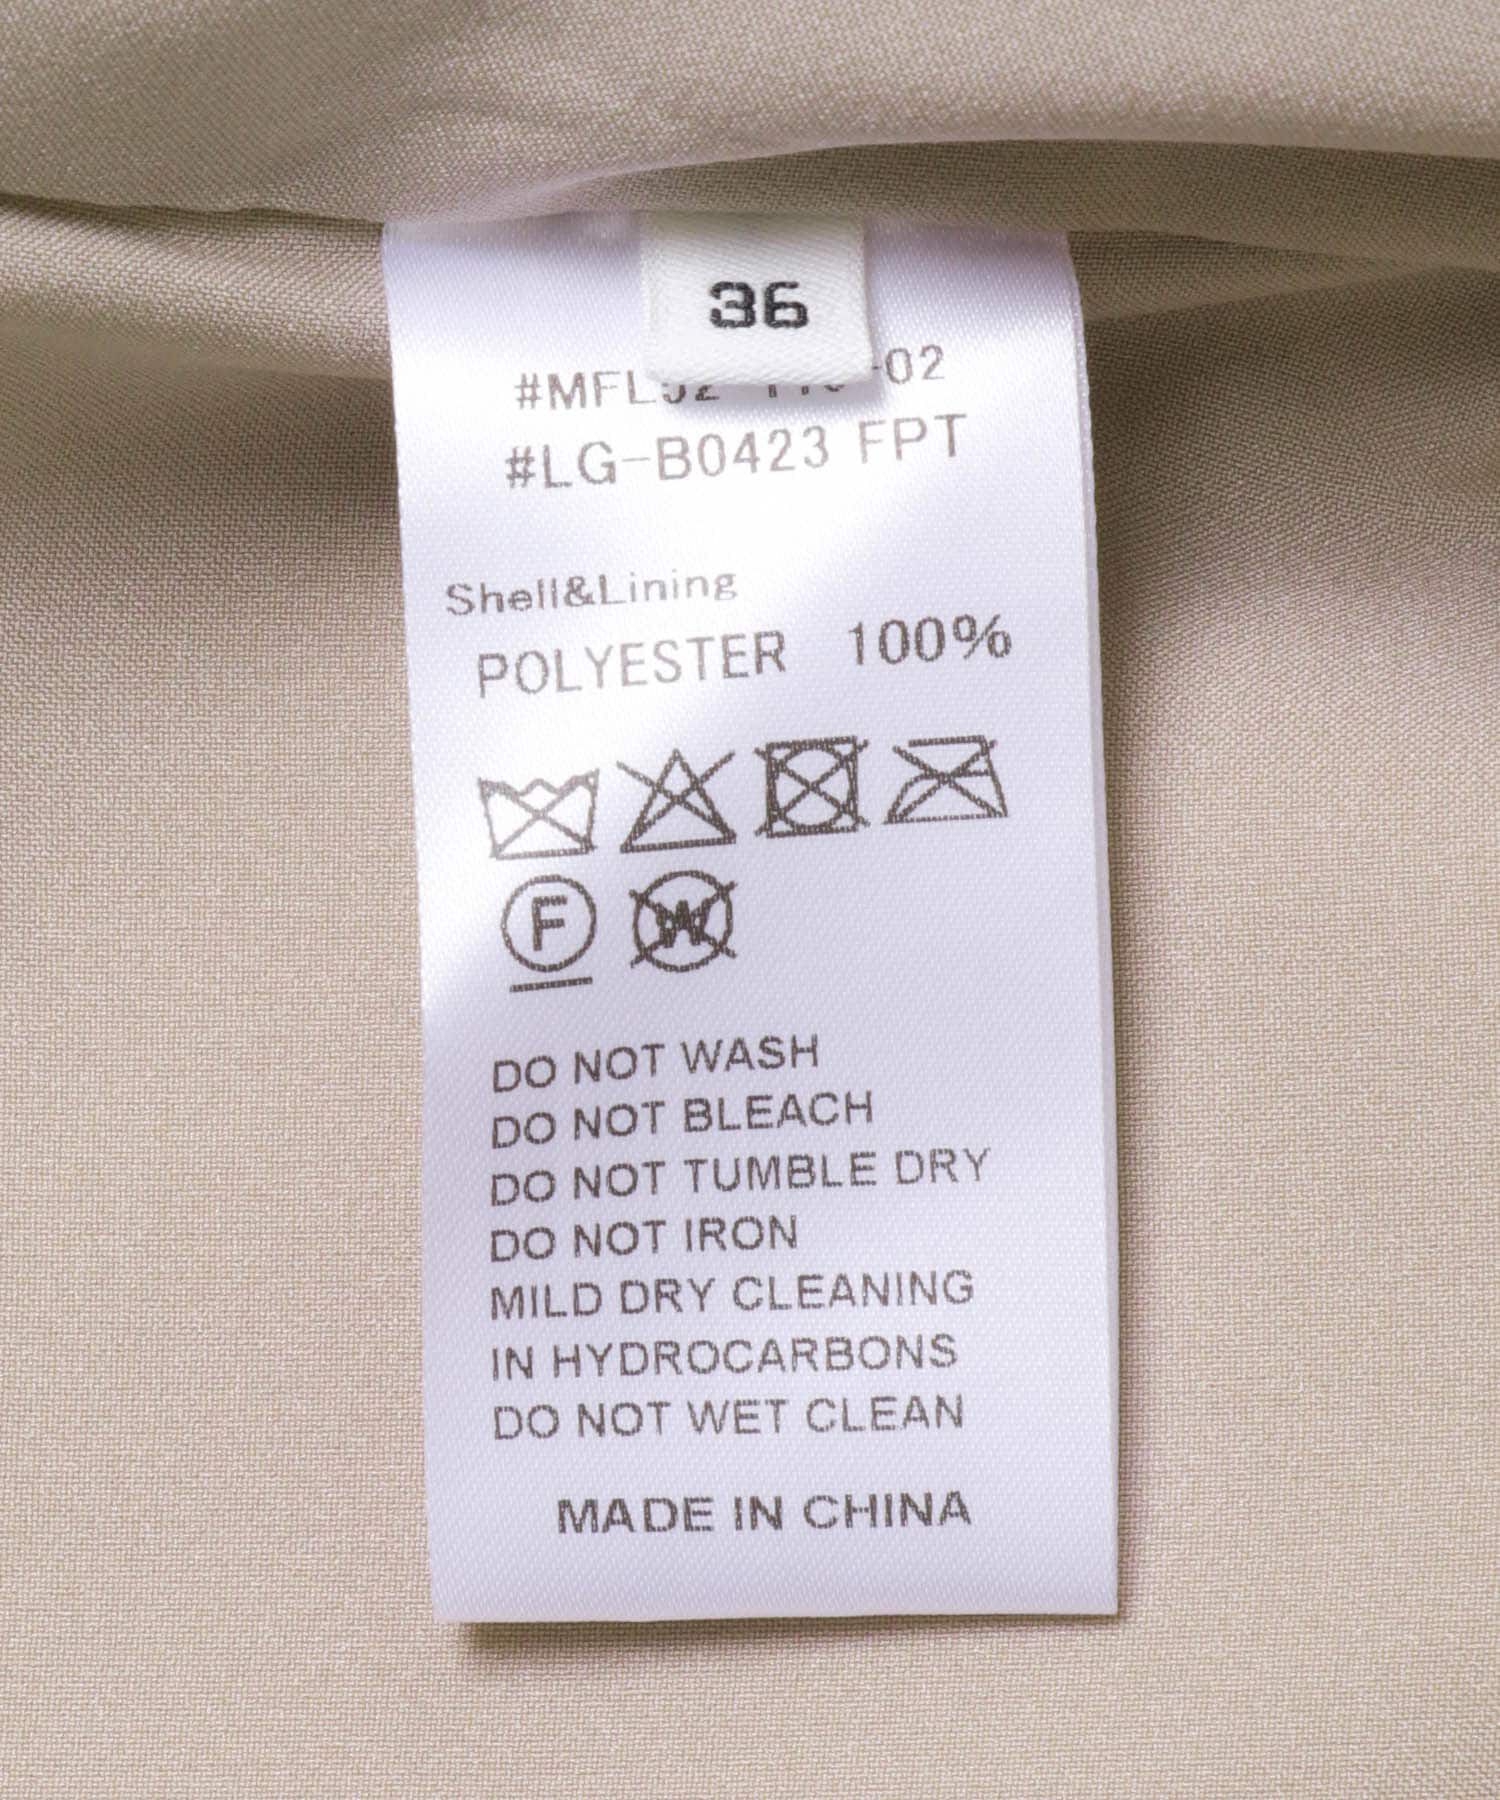 36
-02
#LG-B0423 FPT
Shell&Lining
POLYESTER 100%
F
W
DO NOT WASH
DO NOT BLEACH
DO NOT TUMBLE DRY
DO NOT IRON
MILD DRY CLEANING
IN HYDROCARBONS
DO NOT WET CLEAN
MADE IN CHINA